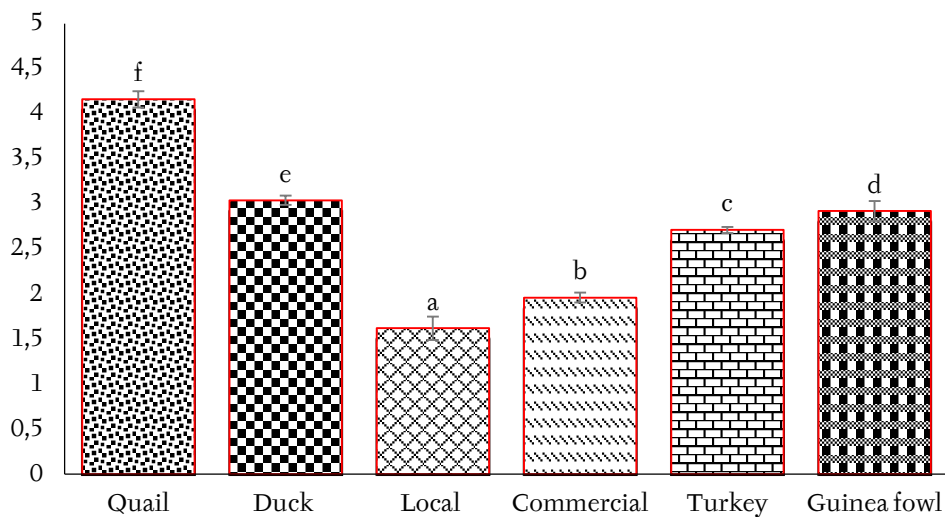 5
4,5
4
3,5
3
2,5
2
1,5
1
0,5
0
f
e
a
b
c
d
Quail
Duck
Local
Commercial
Turkey
Guinea fowl